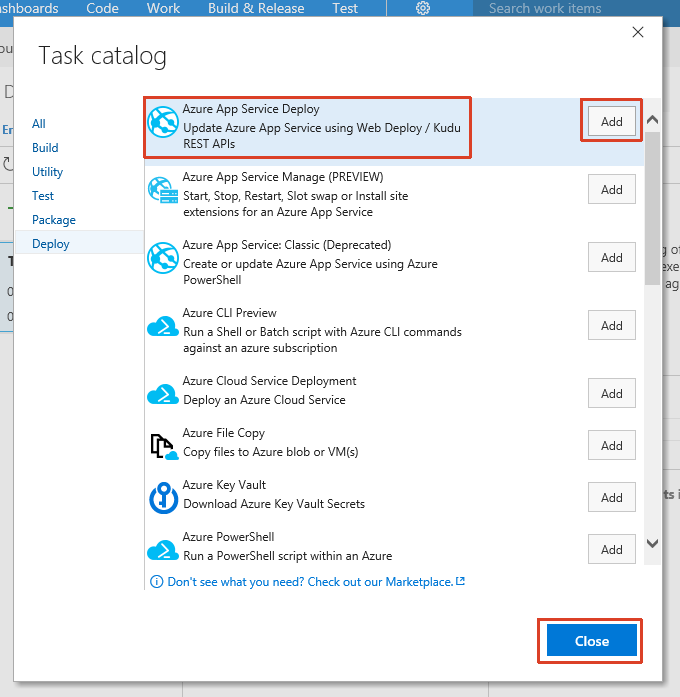 Code Work Build & Release Test Search work items
Task catalog
All
Build
Utility
Test
Package
Deploy
Azure App Service Deploy
Update Azure App Service using Web Deploy / Kudu
REST APIs
Add
Azure App Service Manage (PREVIEW)
Start, Stop, Restart, Slot swap or Install site
extensions for an Azure App Service
Add
Azure App Service: Classic (Deprecated)
Create or update Azure App Service using Azure
PowerShell
Add
Azure CLI Preview
Run a Shell or Batch script with Azure CLI commands
against an azure subscription
Add
Azure Cloud Service Deployment
Deploy an Azure Cloud Service
Add
Azure File Copy
Copy files to Azure blob or VM(s)
Add
Azure Key Vault
Download Azure Key Vault Secrets
Add
Azure PowerShell
Run a PowerShell script within an Azure
Add
Don't see what you need? Check out our Marketplace.
Close